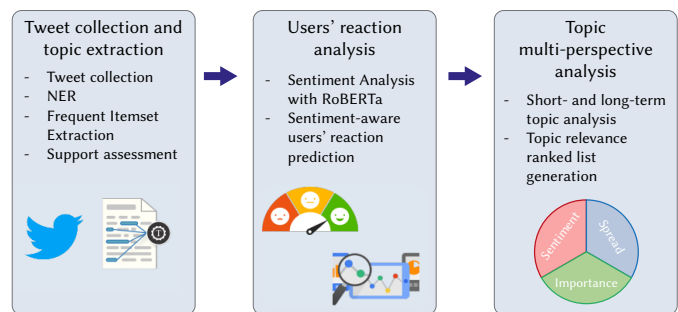 Tweet collection and
topic extraction
- Tweet collection
- NER
- Frequent Itemset
Extraction
- Support assessment
Users' reaction
analysis
- Sentiment Analysis
with RoBERTa
- Sentiment-aware
users' reaction
prediction
Topic
multi-perspective
analysis
- Short- and long-term
topic analysis
- Topic relevance
ranked list
generation
Sentiment
Spread
Importance